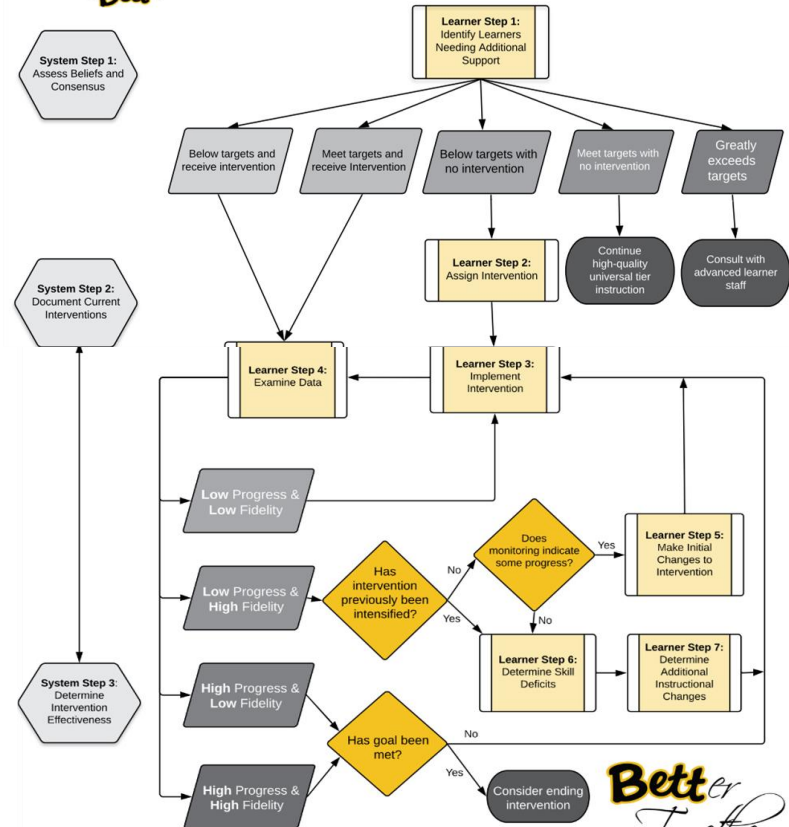 Learner Step 1:
Identify Learners
Needing Additional
Support
System Step 1:
Assess Beliefs and
Consensus
Below targets and
receive intervention
Meet targets and
receive Intervention
Below targets with
no intervention
Meet targets with
no intervention
Greatly
exceeds
targets
Learner Step 2:
Assign Intervention
Continue
high-quality
universal tier
instruction
Consult with
advanced learner
staff
System Step 2:
Document Current
Interventions
Learner Step 4:
Examine Data
Learner Step 3:
Implement
Intervention
Low Progress &
Low Fidelity
Does
monitoring indicate
some progress?
Yes
Learner Step 5:
Make Initial
Changes to
Intervention
Low Progress &
High Fidelity
Has
intervention
previously been
intensified?
No
Yes
No
Learner Step 6:
Determine Skill
Deficits
Learner Step 7:
Determine
Additional
Instructional
Changes
System Step 3:
Determine
Intervention
Effectiveness
High Progress &
Low Fidelity
Has goal been
met?
No
Yes
High Progress &
High Fidelity
Consider ending
intervention
Better